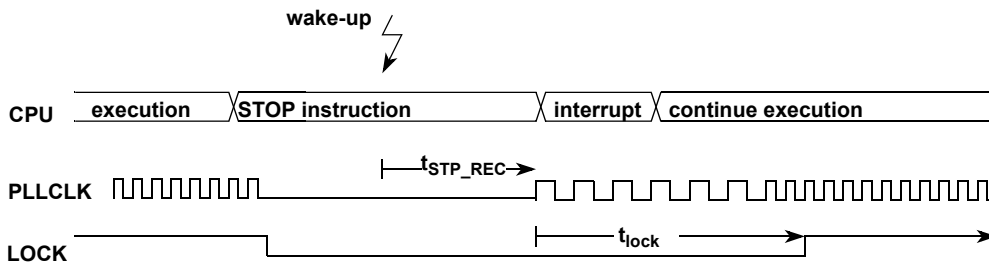 wake-up
CPU execution STOP instruction interrupt continue execution
tSTP_REC
PLLCLK
tlock
LOCK